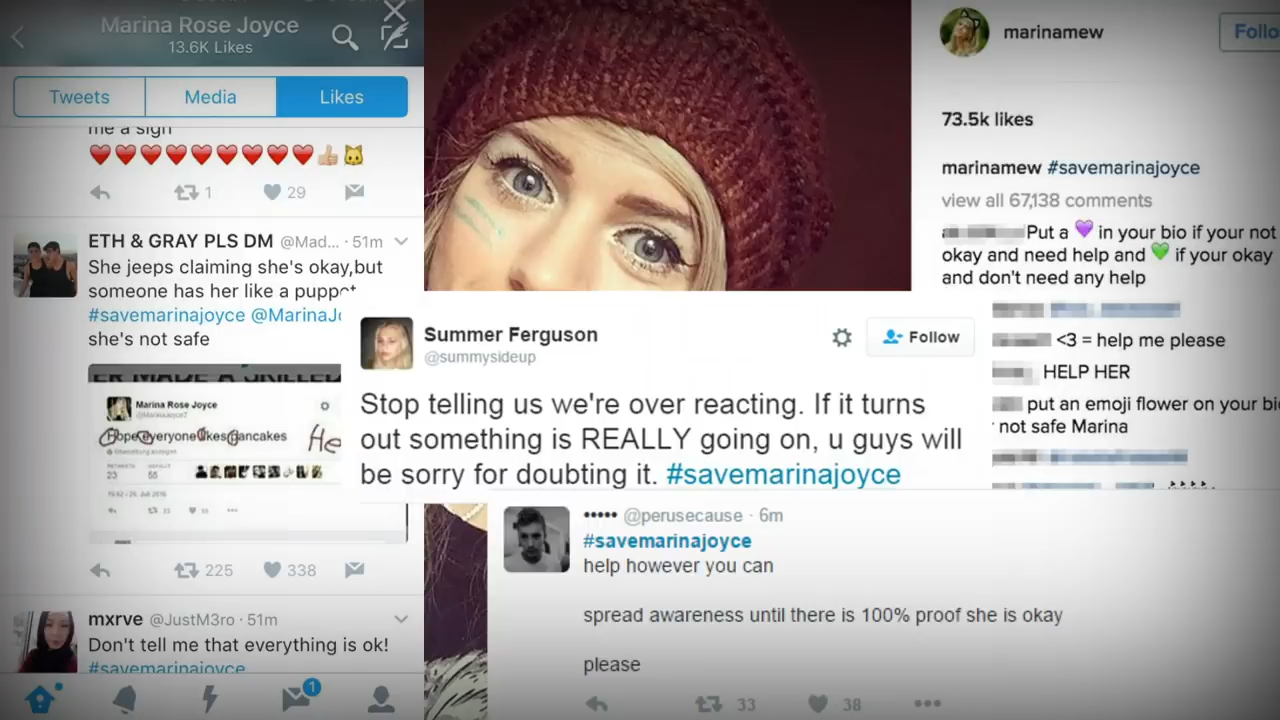 Marina Rose Joyce
13.6K Likes
Tweets
Media
Likes
me a sign
1
29
ETH & GRAY PLS DM @Mad... · 51m
She jeeps claiming she's okay,but
someone has her like a puppet
#savemarinajoyce @MarinaJo
she's not safe
Marina Rose Joyce
Hope everyone likes pancakes
He
23
55
225
338
mxrve @JustM3ro · 51m
Don't tell me that everything is ok!
#savemarinajoyce
1
marinamew
Follo
73.5k likes
marinamew #savemarinajoyce
view all 67,138 comments
Put a 💜 in your bio if your not
okay and need help and 💚 if your okay
and don't need any help
<3 = help me please
HELP HER
put an emoji flower on your bio
not safe Marina
Summer Ferguson
@summysideup
Follow
Stop telling us we're over reacting. If it turns
out something is REALLY going on, u guys will
be sorry for doubting it. #savemarinajoyce
••••• @perusecause · 6m
#savemarinajoyce
help however you can
spread awareness until there is 100% proof she is okay
please
33
38